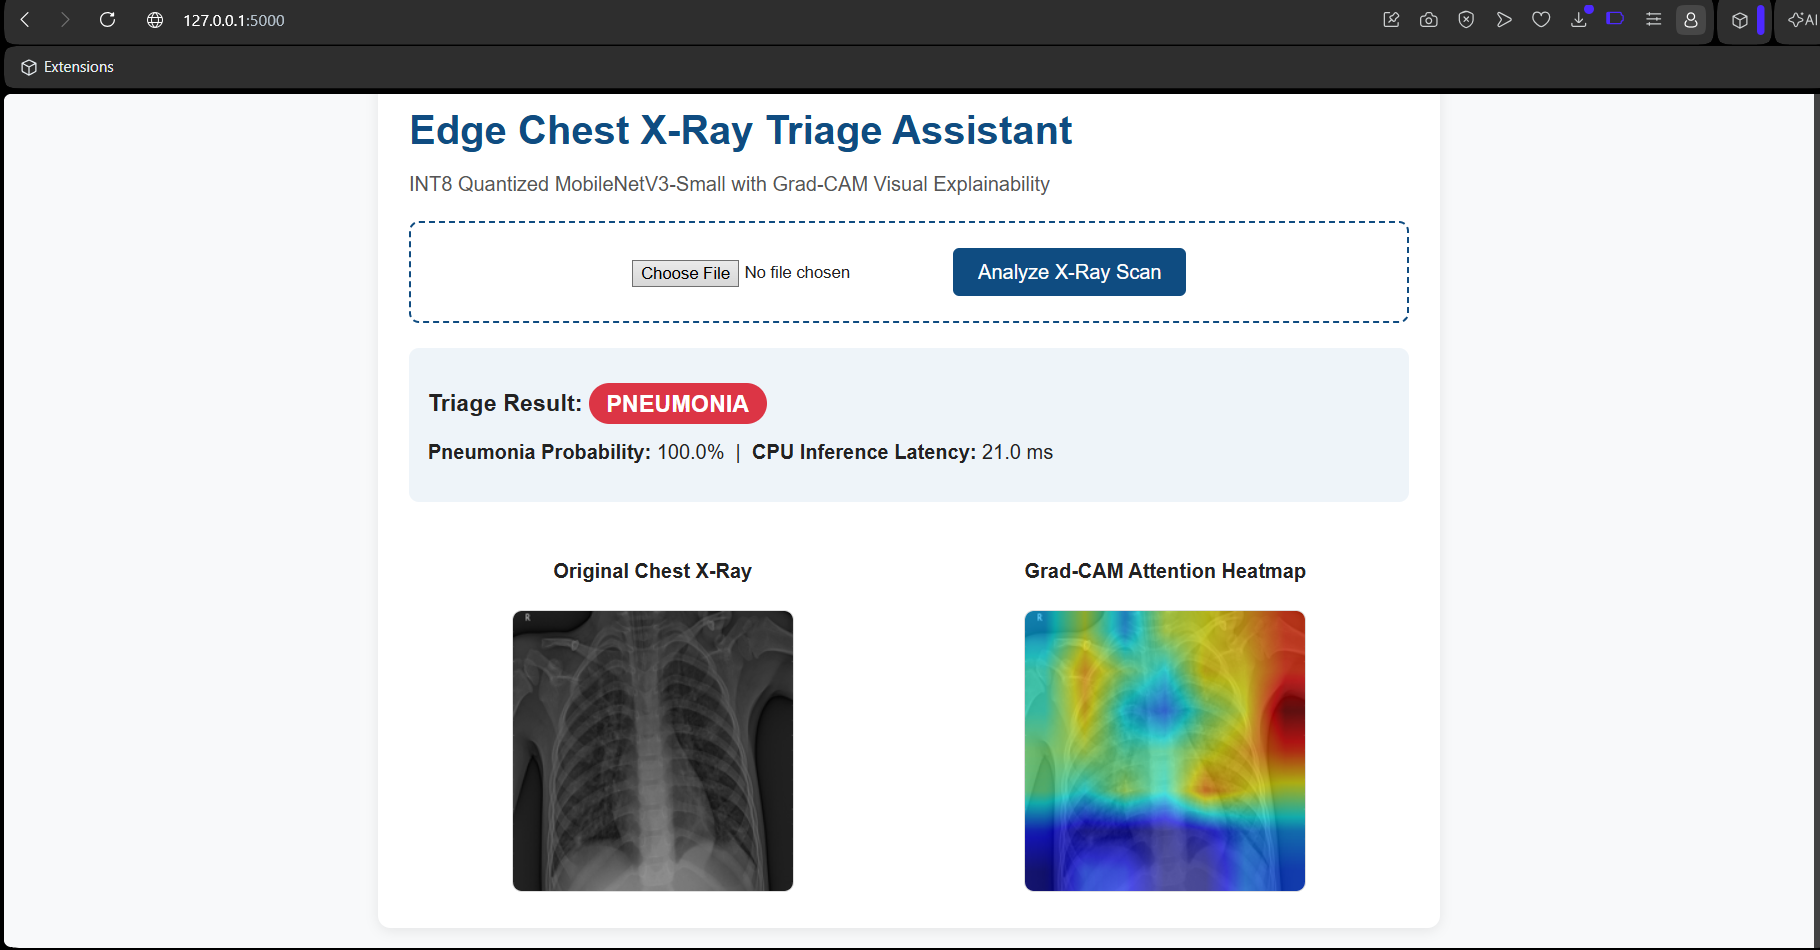 127.0.0.1:5000
AI
Extensions
Edge Chest X-Ray Triage Assistant
INT8 Quantized MobileNetV3-Small with Grad-CAM Visual Explainability
Choose File No file chosen
Analyze X-Ray Scan
Triage Result: PNEUMONIA
Pneumonia Probability: 100.0% | CPU Inference Latency: 21.0 ms
Original Chest X-Ray
Grad-CAM Attention Heatmap
R
R